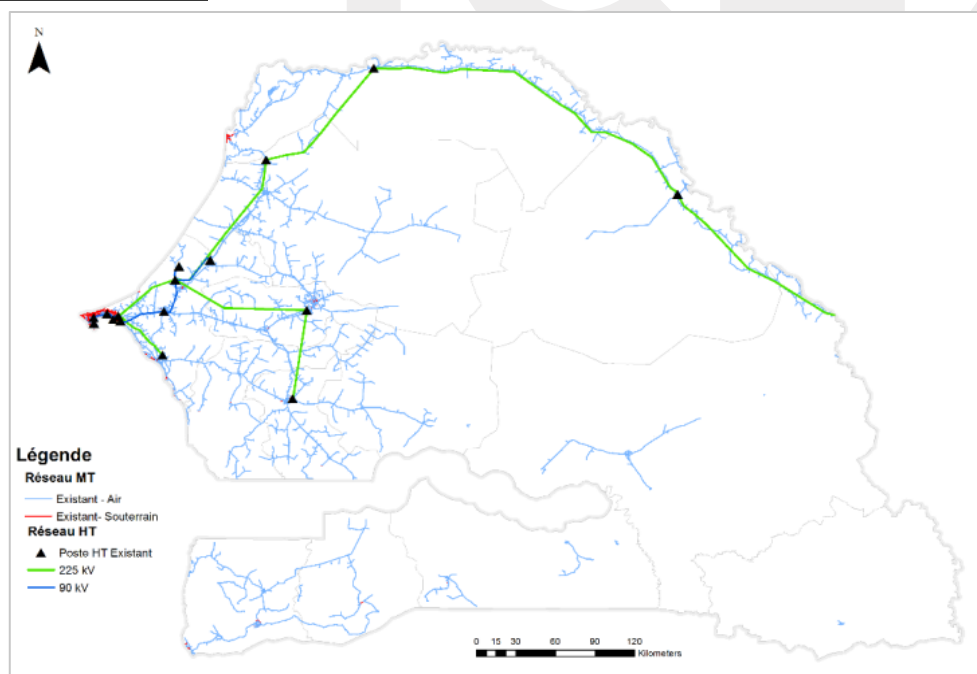 N
Légende
Réseau MT
Existant - Air
Existant- Souterrain
Réseau HT
Poste HT Existant
225 kV
90 kV
0 15 30 60 90 120
Kilometers